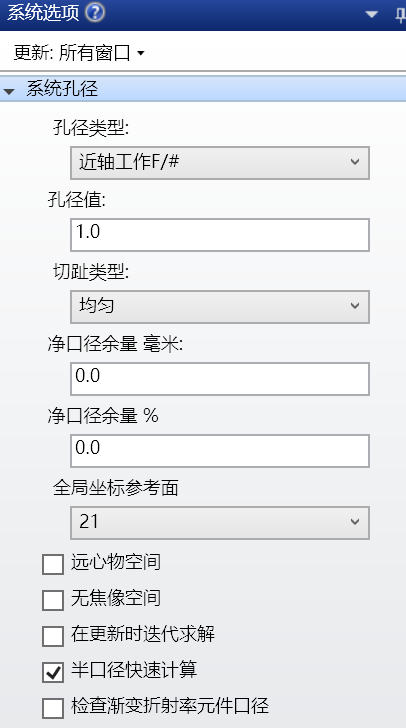 系统选项
更新: 所有窗口
系统孔径
孔径类型:
近轴工作F/#
孔径值:
1.0
切趾类型:
均匀
净口径余量 毫米:
0.0
净口径余量 %
0.0
全局坐标参考面
21
远心物空间
无焦像空间
在更新时迭代求解
半口径快速计算
检查渐变折射率元件口径